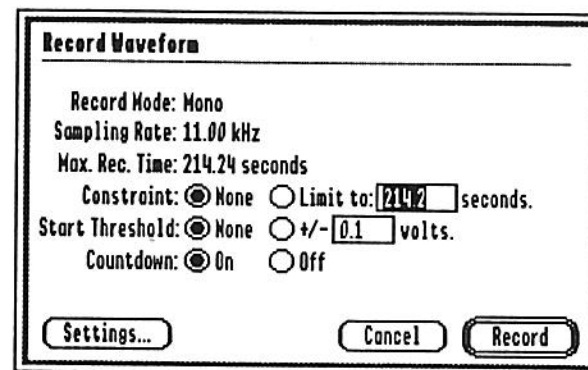 Record Waveform
Record Mode: Mono
Sampling Rate: 11.00 kHz
Max. Rec. Time: 214.24 seconds
Constraint: None Limit to: 214.2 seconds.
Start Threshold: None +/- 0.1 volts.
Countdown: On Off
Settings... Cancel Record